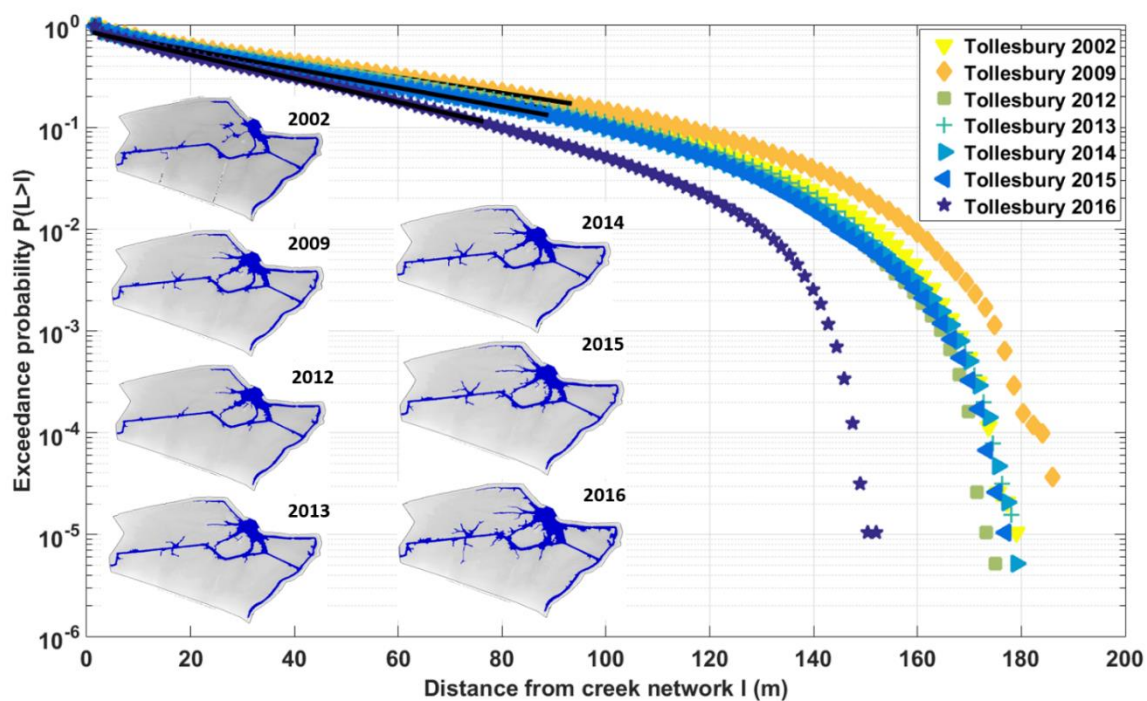 Exceedance probability P(L>l)
10^0
10^-1
10^-2
10^-3
10^-4
10^-5
10^-6
2002
2009
2012
2013
2014
2015
2016
Tollesbury 2002
Tollesbury 2009
Tollesbury 2012
Tollesbury 2013
Tollesbury 2014
Tollesbury 2015
Tollesbury 2016
0 20 40 60 80 100 120 140 160 180 200
Distance from creek network l (m)